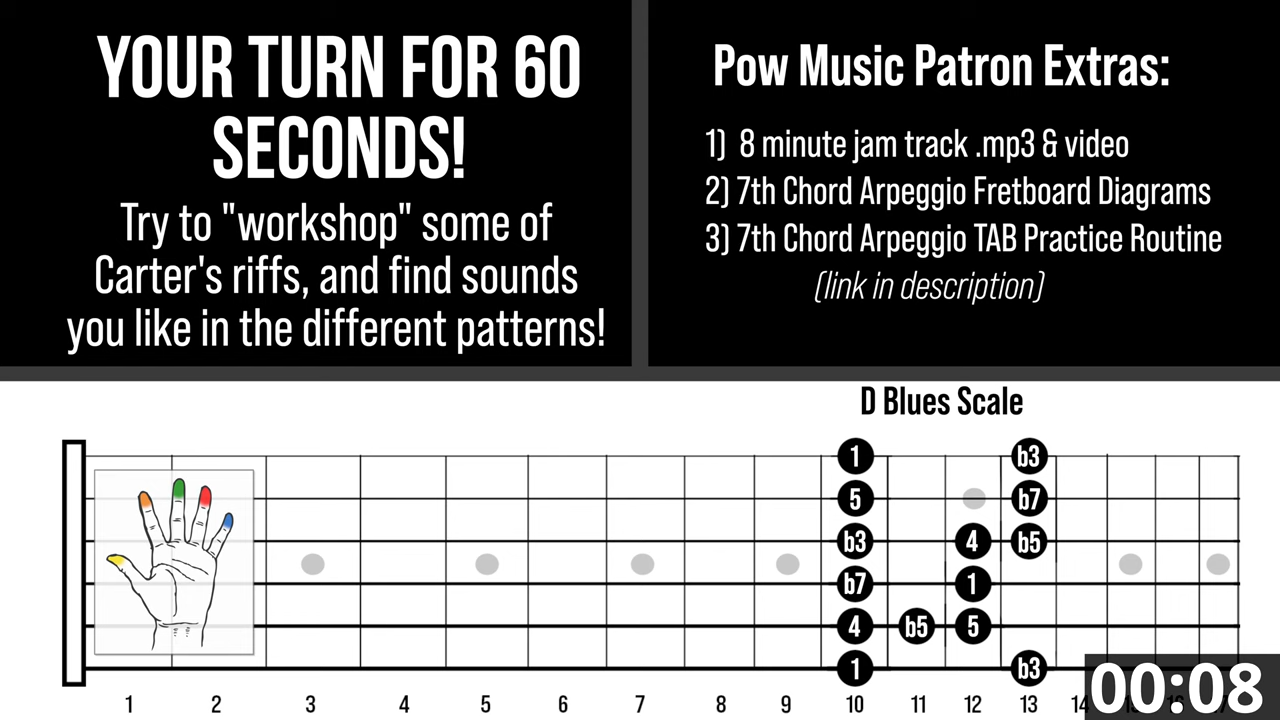 YOUR TURN FOR 60
SECONDS!
Try to "workshop" some of
Carter's riffs, and find sounds
you like in the different patterns!
Pow Music Patron Extras:
1) 8 minute jam track .mp3 & video
2) 7th Chord Arpeggio Fretboard Diagrams
3) 7th Chord Arpeggio TAB Practice Routine
(link in description)
D Blues Scale
1 b3
5 b7
b3 4 b5
b7 1
4 b5 5
1 b3
1 2 3 4 5 6 7 8 9 10 11 12 13 14
00:08